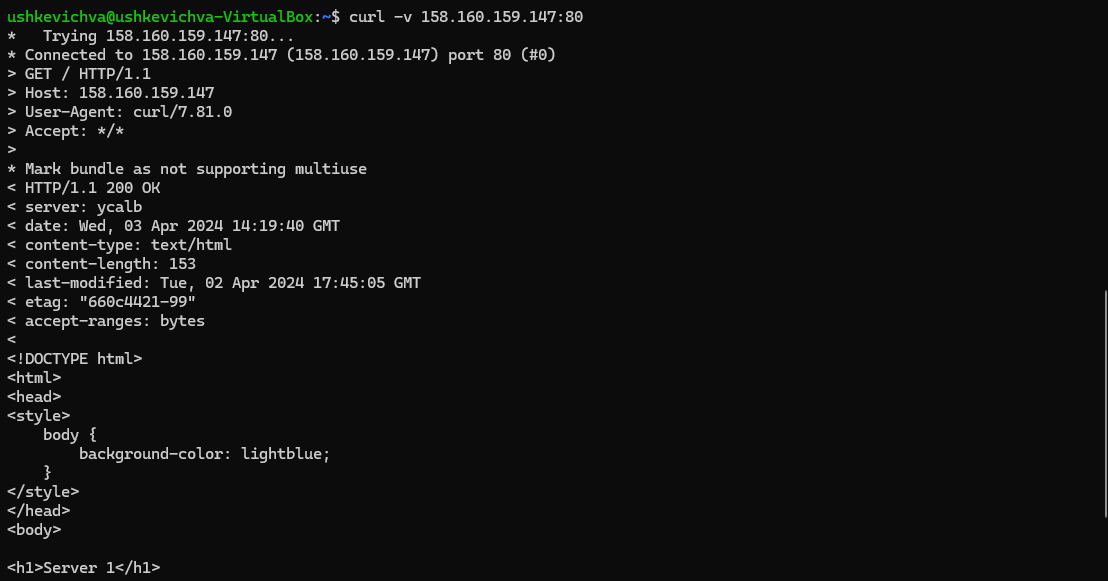 ushkevichva@ushkevichva-VirtualBox:~$ curl -v 158.160.159.147:80
*   Trying 158.160.159.147:80...
* Connected to 158.160.159.147 (158.160.159.147) port 80 (#0)
> GET / HTTP/1.1
> Host: 158.160.159.147
> User-Agent: curl/7.81.0
> Accept: */*
>
* Mark bundle as not supporting multiuse
< HTTP/1.1 200 OK
< server: ycalb
< date: Wed, 03 Apr 2024 14:19:40 GMT
< content-type: text/html
< content-length: 153
< last-modified: Tue, 02 Apr 2024 17:45:05 GMT
< etag: "660c4421-99"
< accept-ranges: bytes
<
<!DOCTYPE html>
<html>
<head>
<style>
    body {
        background-color: lightblue;
    }
</style>
</head>
<body>

<h1>Server 1</h1>